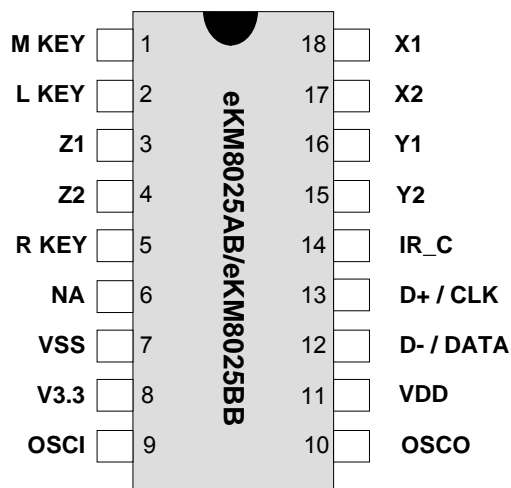 M KEY 1 18 X1
L KEY 2 17 X2
Z1 3 16 Y1
Z2 4 15 Y2
R KEY 5 14 IR_C
NA 6 13 D+ / CLK
VSS 7 12 D- / DATA
V3.3 8 11 VDD
OSCI 9 10 OSCO
eKM8025AB/eKM8025BB